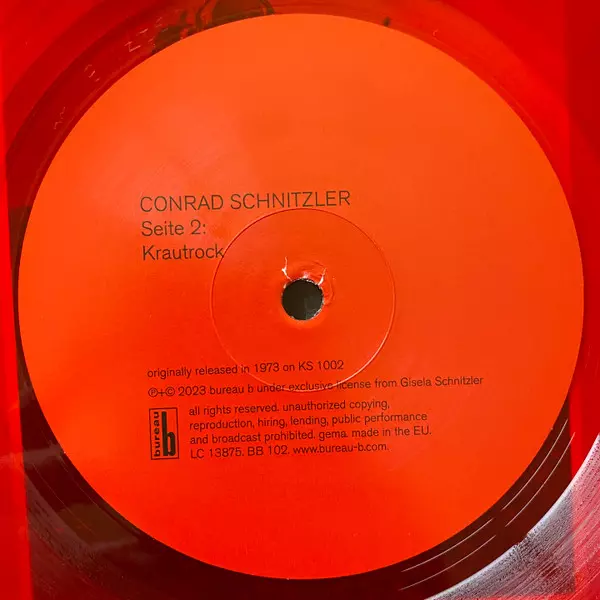 CONRAD SCHNITZLER
Seite 2:
Krautrock
originally released in 1973 on KS 1002
℗+© 2023 bureau b under exclusive license from Gisela Schnitzler
bureau b
all rights reserved. unauthorized copying,
reproduction, hiring, lending, public performance
and broadcast prohibited. gema. made in the EU.
LC 13875. BB 102. www.bureau-b.com.